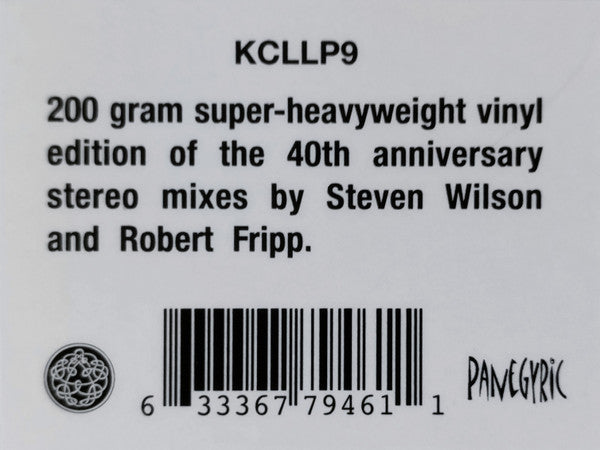 KCLLP9
200 gram super-heavyweight vinyl
edition of the 40th anniversary
stereo mixes by Steven Wilson
and Robert Fripp.
PANEGYRIC
6 33367 79461 1